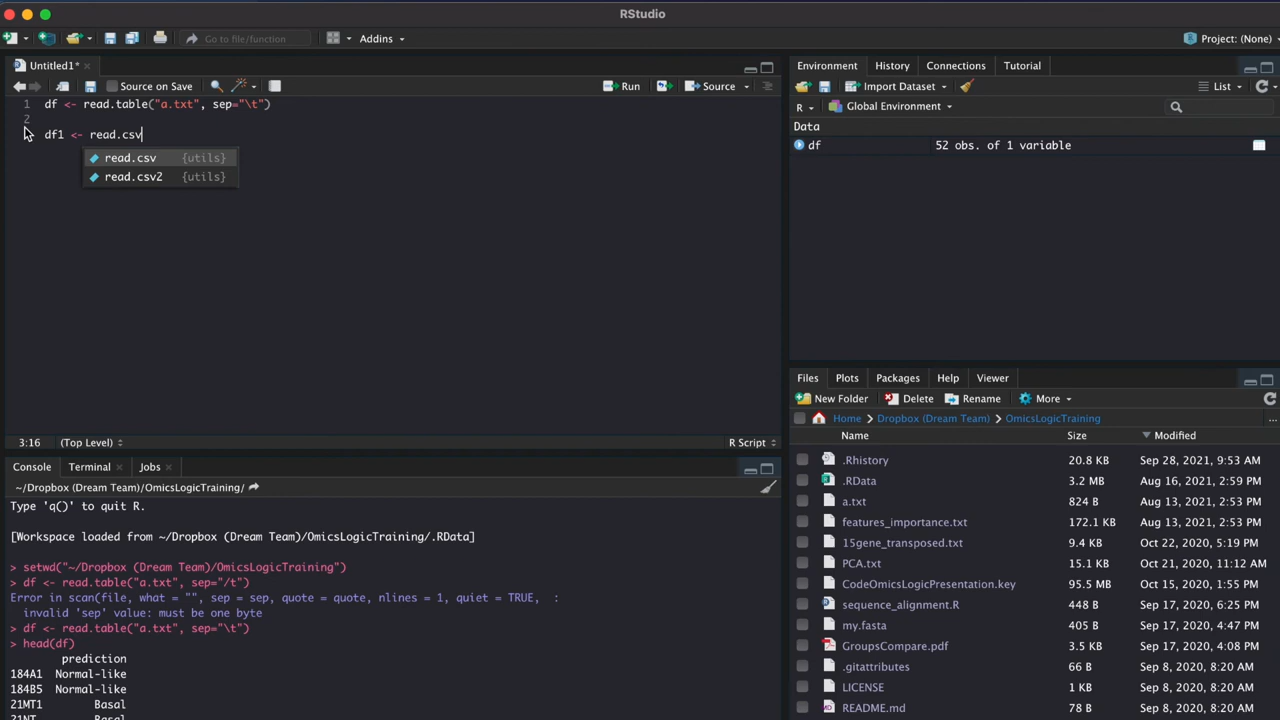 RStudio
Go to file/function
Addins
Project: (None)
Untitled1*
Source on Save
Run
Source
1 df <- read.table("a.txt", sep="\t")
2
df1 <- read.csv
read.csv {utils}
read.csv2 {utils}
3:16
(Top Level)
R Script
Console
Terminal
Jobs
~/Dropbox (Dream Team)/OmicsLogicTraining/
Type 'q()' to quit R.
[Workspace loaded from ~/Dropbox (Dream Team)/OmicsLogicTraining/.RData]
> setwd("~/Dropbox (Dream Team)/OmicsLogicTraining")
> df <- read.table("a.txt", sep="/t")
Error in scan(file, what = "", sep = sep, quote = quote, nlines = 1, quiet = TRUE,  :
invalid 'sep' value: must be one byte
> df <- read.table("a.txt", sep="\t")
> head(df)
prediction
184A1 Normal-like
184B5 Normal-like
21MT1 Basal
21NT Basal
Environment
History
Connections
Tutorial
Import Dataset
List
R
Global Environment
Data
df 52 obs. of 1 variable
Files
Plots
Packages
Help
Viewer
New Folder
Delete
Rename
More
Home
Dropbox (Dream Team)
OmicsLogicTraining
...
Name Size Modified
.Rhistory 20.8 KB Sep 28, 2021, 9:53 AM
.RData 3.2 MB Aug 16, 2021, 2:59 PM
a.txt 824 B Aug 13, 2021, 2:53 PM
features_importance.txt 172.1 KB Aug 13, 2021, 2:53 PM
15gene_transposed.txt 9.4 KB Oct 22, 2020, 5:19 PM
PCA.txt 15.1 KB Oct 21, 2020, 11:12 AM
CodeOmicsLogicPresentation.key 95.5 MB Oct 15, 2020, 1:55 PM
sequence_alignment.R 448 B Sep 17, 2020, 6:25 PM
my.fasta 405 B Sep 17, 2020, 4:47 PM
GroupsCompare.pdf 3.5 KB Sep 17, 2020, 4:08 PM
.gitattributes 66 B Sep 8, 2020, 8:20 AM
LICENSE 1 KB Sep 8, 2020, 8:20 AM
README.md 78 B Sep 8, 2020, 8:20 AM